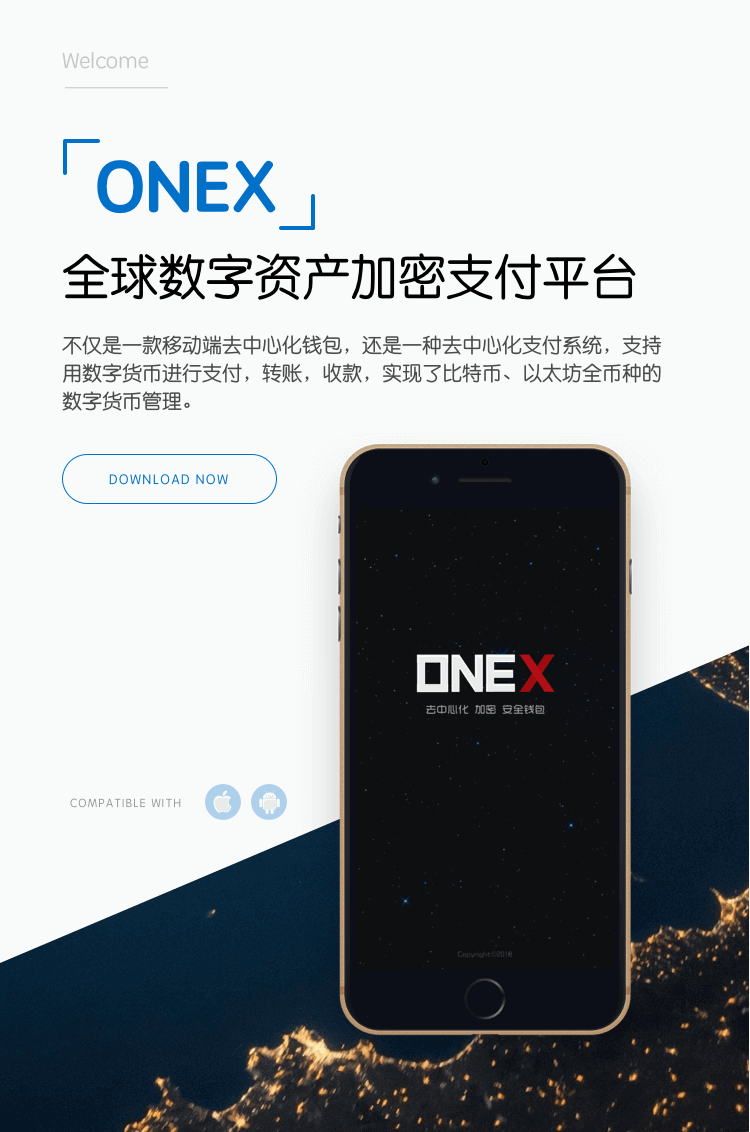 Welcome
ONEX
全球数字资产加密支付平台
不仅是一款移动端去中心化钱包，还是一种去中心化支付系统，支持
用数字货币进行支付，转账，收款，实现了比特币、以太坊全币种的
数字货币管理。
DOWNLOAD NOW
ONEX
去中心化 加密 安全钱包
COMPATIBLE WITH
Copyright©2018